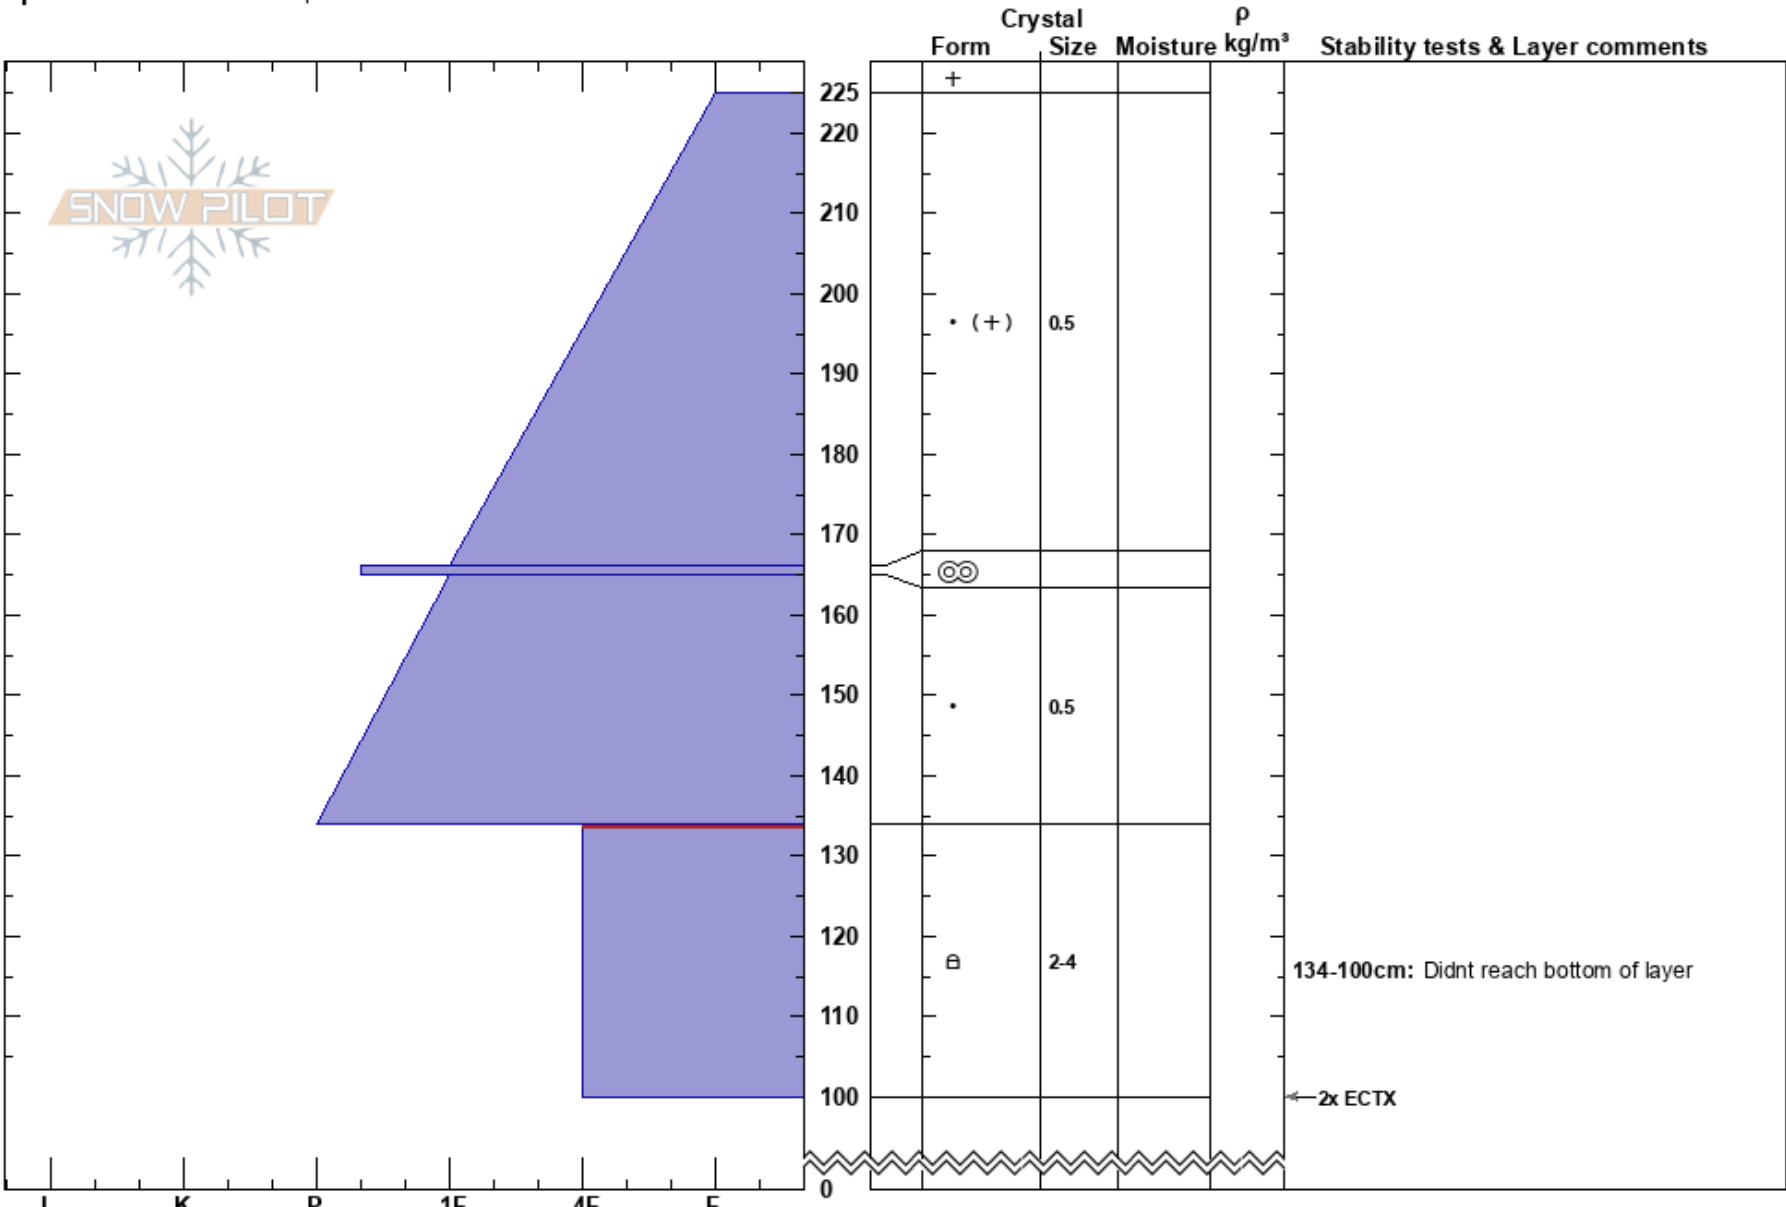 Crystal
ρ
Form Size Moisture kg/m³ Stability tests & Layer comments
+
225
220
SNOW PILOT
210
200
• (+) 0.5
190
180
170
160
150
• 0.5
140
130
120
2-4
134-100cm: Didnt reach bottom of layer
110
100
2x ECTX
0
I K P 1F 4F F